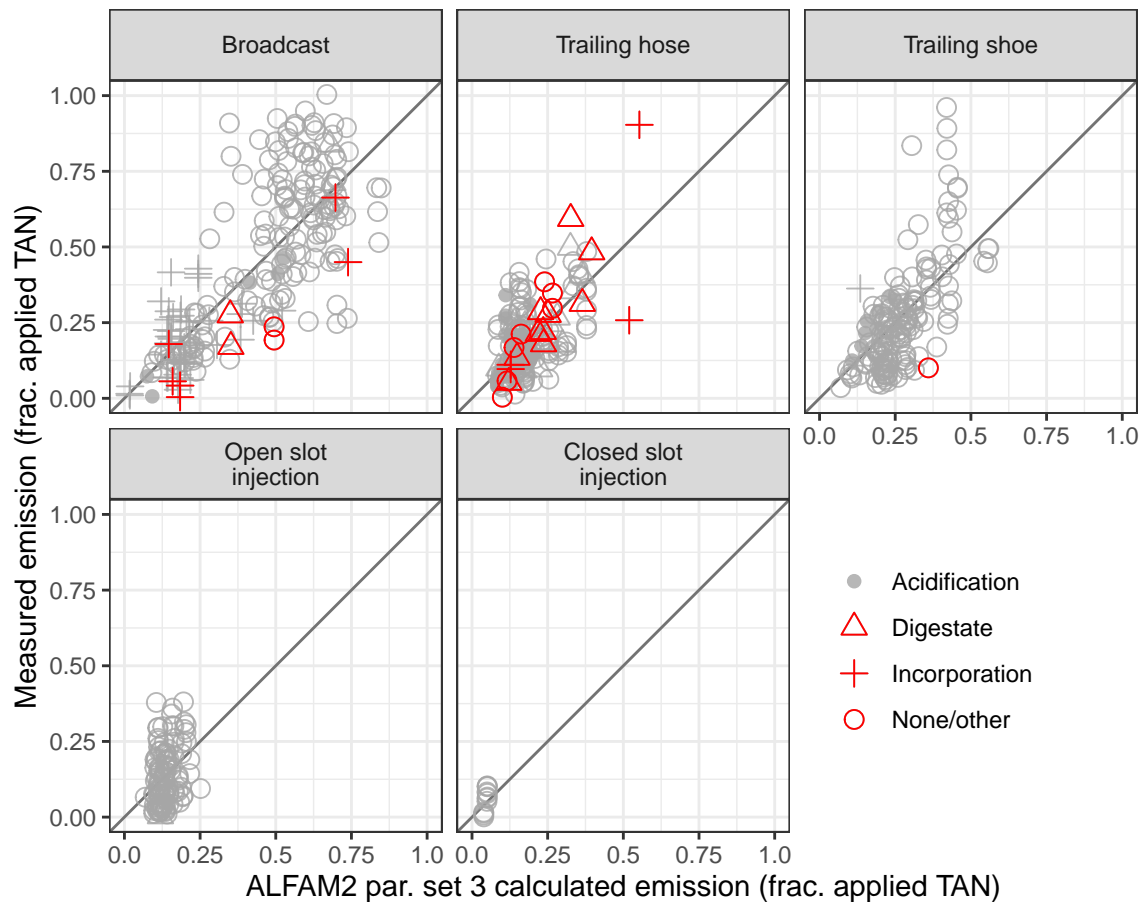 Broadcast
Trailing hose
Trailing shoe
1.00
0.75
0.50
0.25
0.00
0.0 0.25 0.50 0.75 1.0
Open slot
injection
Closed slot
injection
1.00
0.75
0.50
0.25
0.00
0.0 0.25 0.50 0.75 1.0
0.0 0.25 0.50 0.75 1.0
Measured emission (frac. applied TAN)
ALFAM2 par. set 3 calculated emission (frac. applied TAN)
Acidification
Digestate
Incorporation
None/other